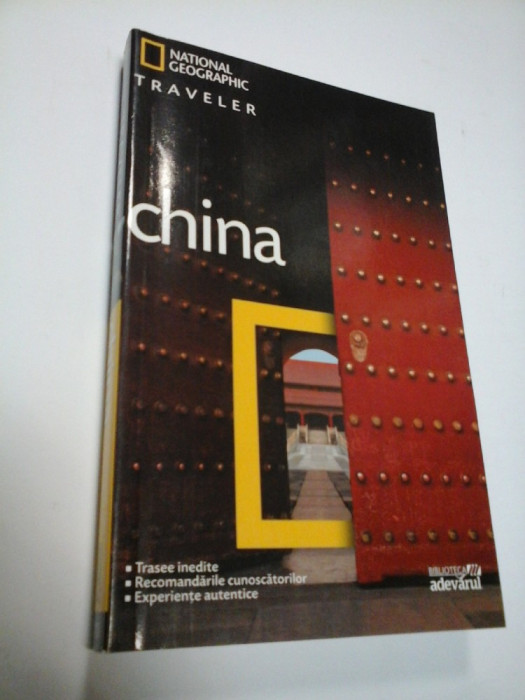 NATIONAL
GEOGRAPHIC
TRAVELER
china
▪ Trasee inedite
▪ Recomandările cunoscătorilor
▪ Experiențe autentice
BIBLIOTECA
adevărul